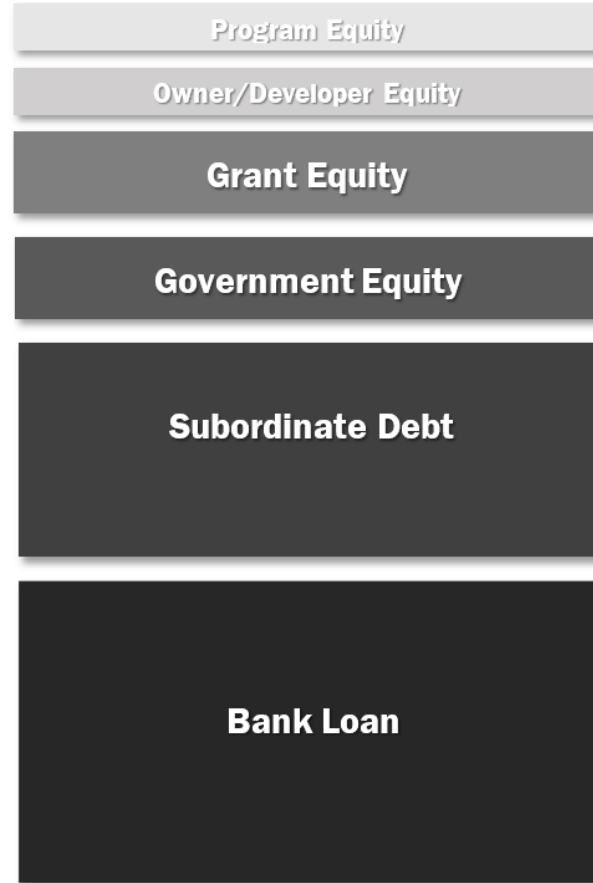 Program Equity
Owner/Developer Equity
Grant Equity
Government Equity
Subordinate Debt
Bank Loan